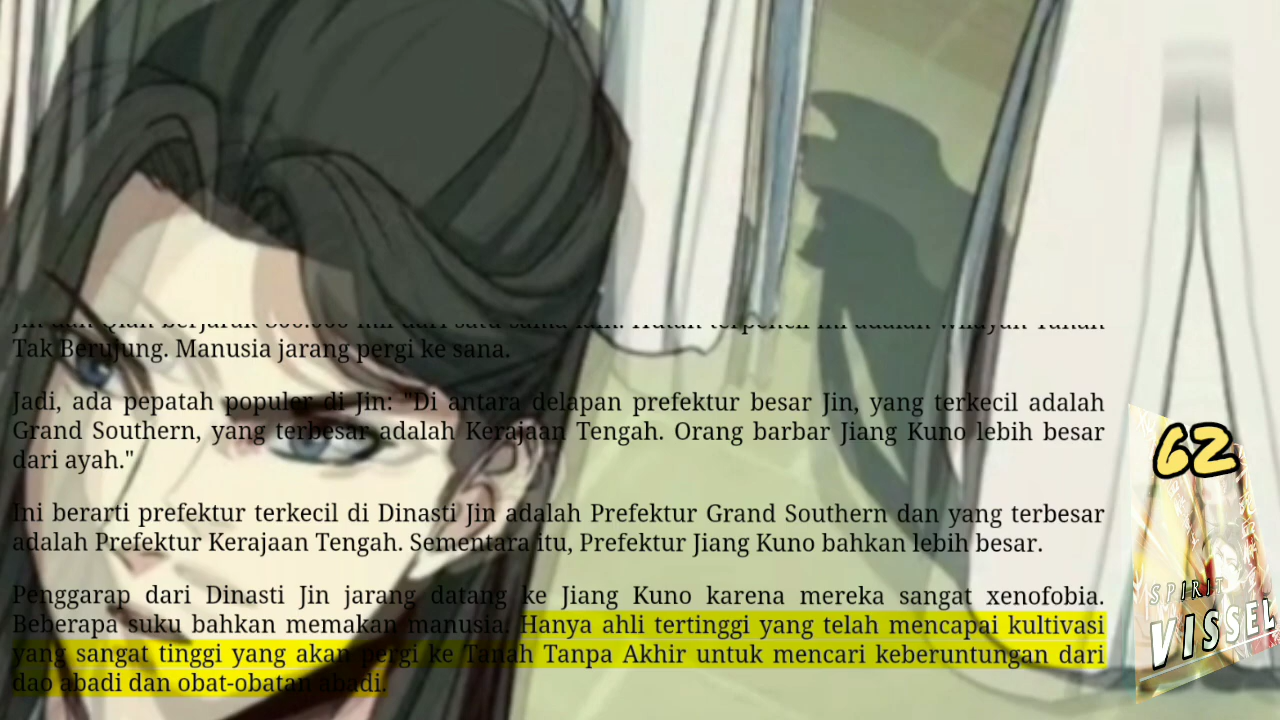 Tak Berujung. Manusia jarang pergi ke sana.
Jadi, ada pepatah populer di Jin: "Di antara delapan prefektur besar Jin, yang terkecil adalah
Grand Southern, yang terbesar adalah Kerajaan Tengah. Orang barbar Jiang Kuno lebih besar
dari ayah."
Ini berarti prefektur terkecil di Dinasti Jin adalah Prefektur Grand Southern dan yang terbesar
adalah Prefektur Kerajaan Tengah. Sementara itu, Prefektur Jiang Kuno bahkan lebih besar.
Penggarap dari Dinasti Jin jarang datang ke Jiang Kuno karena mereka sangat xenofobia.
Beberapa suku bahkan memakan manusia. Hanya ahli tertinggi yang telah mencapai kultivasi
yang sangat tinggi yang akan pergi ke Tanah Tanpa Akhir untuk mencari keberuntungan dari
dao abadi dan obat-obatan abadi.
62
SPIRIT
VISSEL